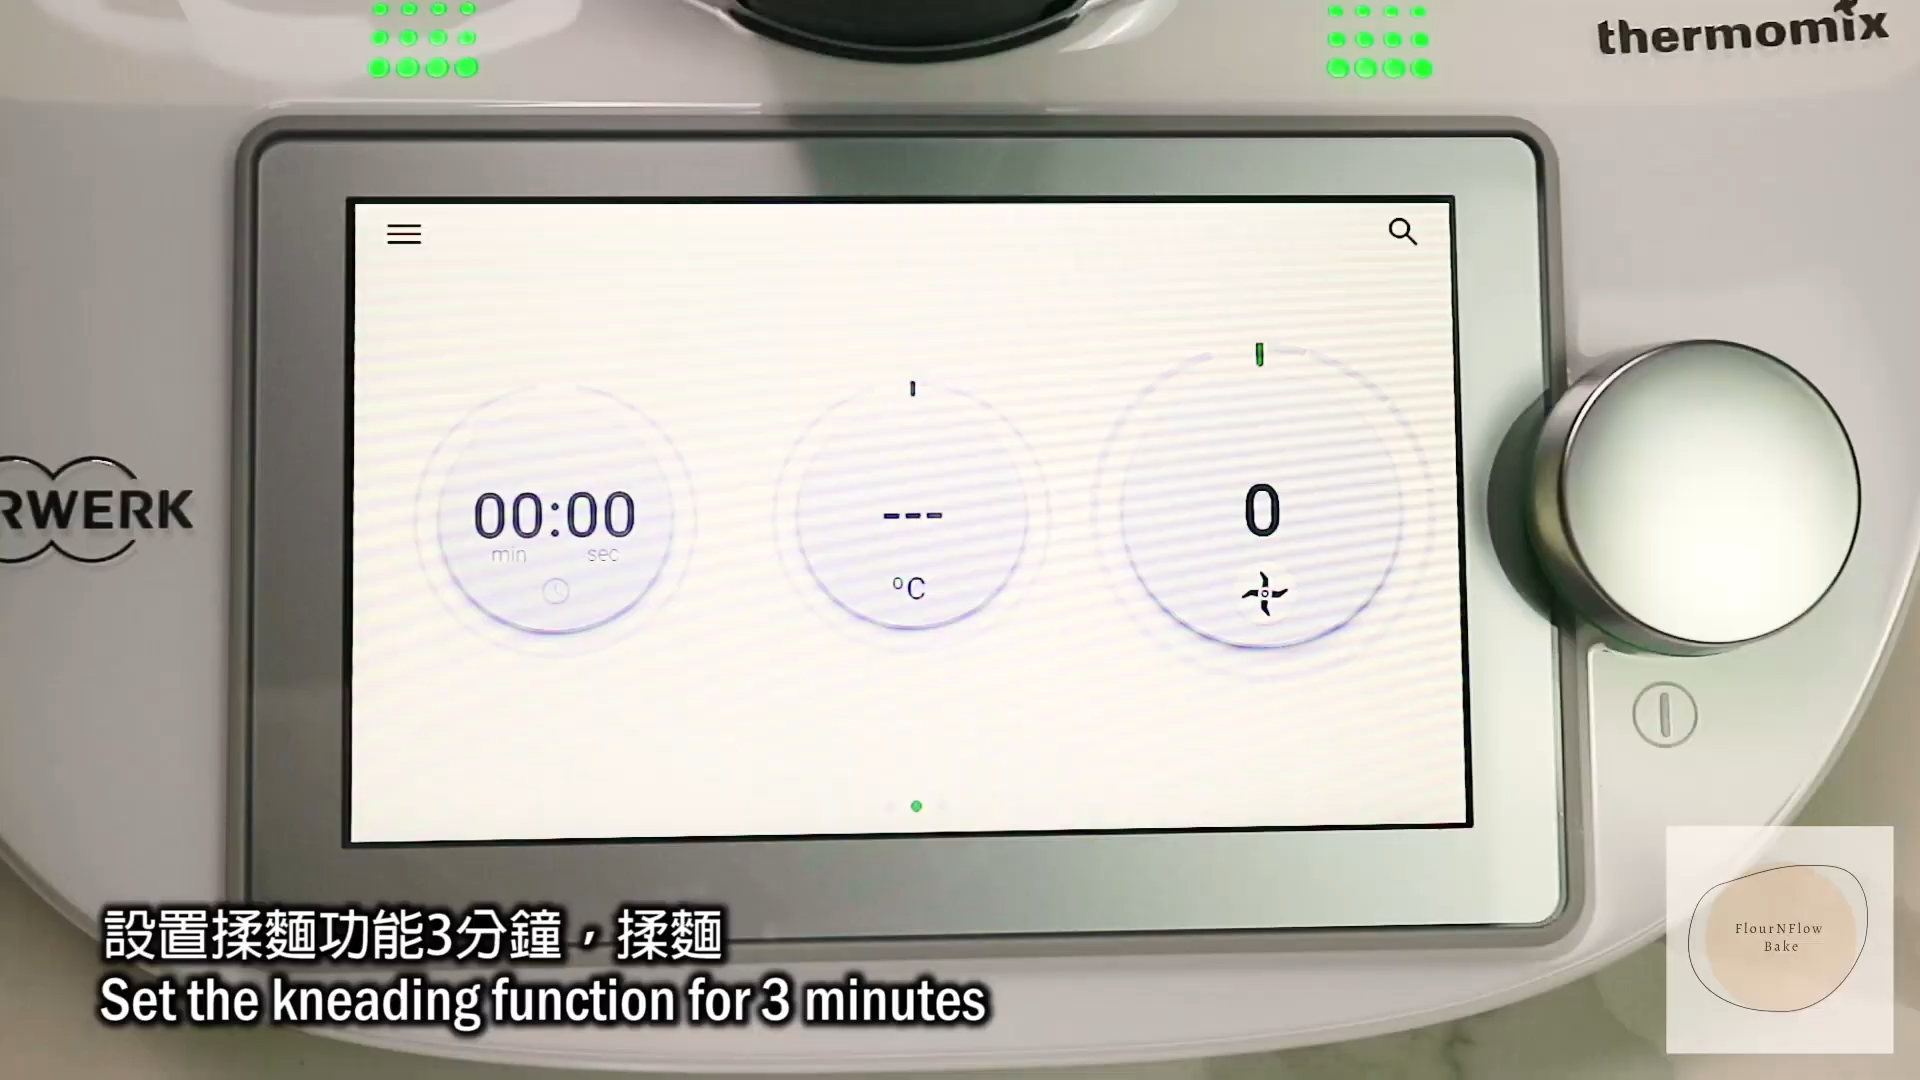 thermomix
RWERK
00:00
min sec
---
°C
0
設置揉麵功能3分鐘，揉麵
Set the kneading function for 3 minutes
FlourNFlow
Bake